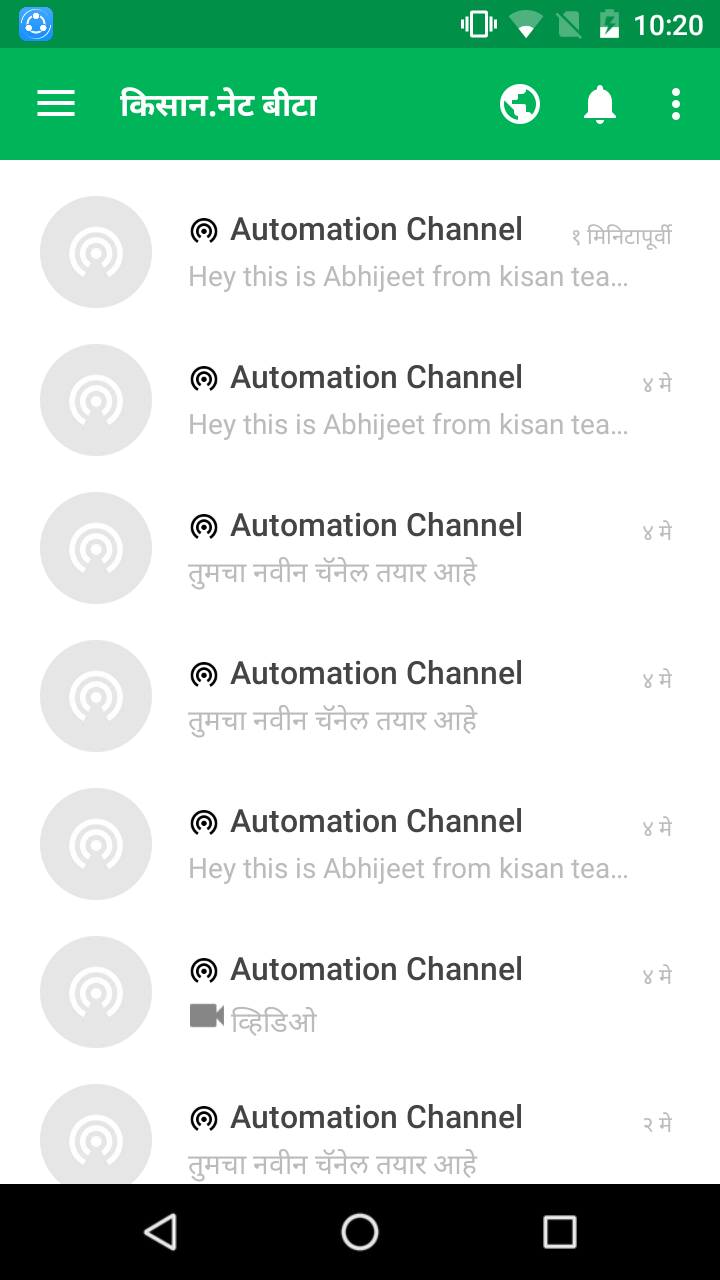 10:20
किसान.नेट बीटा
Automation Channel
१ मिनिटापूर्वी
Hey this is Abhijeet from kisan tea...
Automation Channel
४ मे
Hey this is Abhijeet from kisan tea...
Automation Channel
४ मे
तुमचा नवीन चॅनेल तयार आहे
Automation Channel
४ मे
तुमचा नवीन चॅनेल तयार आहे
Automation Channel
४ मे
Hey this is Abhijeet from kisan tea...
Automation Channel
४ मे
व्हिडिओ
Automation Channel
२ मे
तुमचा नवीन चॅनेल तयार आहे